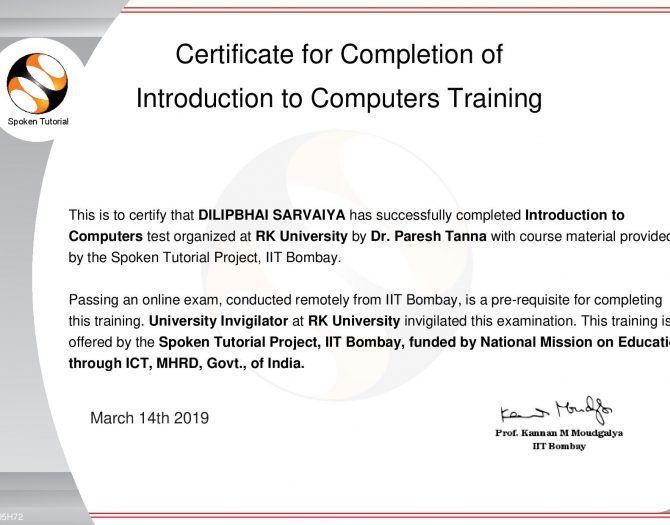 Certificate for Completion of
Introduction to Computers Training
Spoken Tutorial
This is to certify that DILIPBHAI SARVAIYA has successfully completed Introduction to
Computers test organized at RK University by Dr. Paresh Tanna with course material provided
by the Spoken Tutorial Project, IIT Bombay.
Passing an online exam, conducted remotely from IIT Bombay, is a pre-requisite for completing
this training. University Invigilator at RK University invigilated this examination. This training is
offered by the Spoken Tutorial Project, IIT Bombay, funded by National Mission on Educati
through ICT, MHRD, Govt., of India.
March 14th 2019
Prof. Kannan M Moudgalya
IIT Bombay